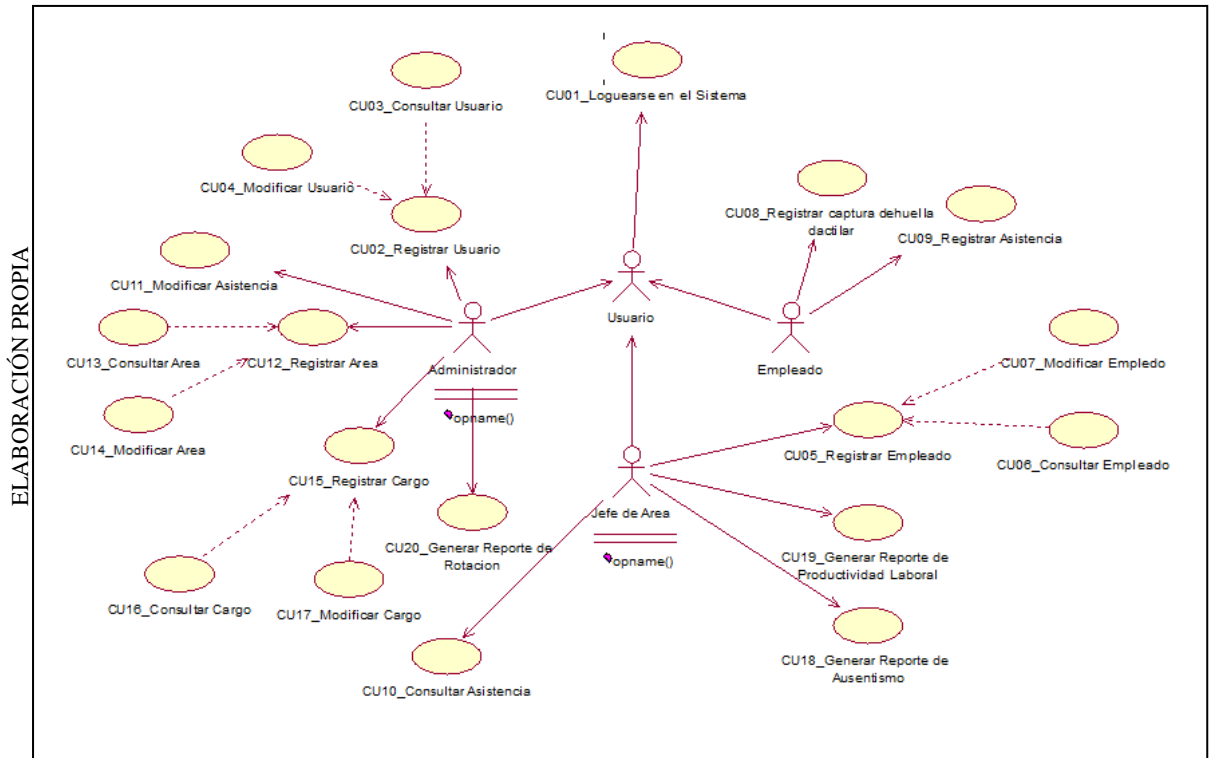 ELABORACIÓN PROPIA
CU01_Loguearse en el Sistema
CU03_Consultar Usuario
CU04_Modificar Usuario
CU02_Registrar Usuario
CU08_Registrar captura dehuella
dactilar
CU09_Registrar Asistencia
CU11_Modificar Asistencia
Usuario
CU13_Consultar Area
CU12_Registrar Area
Administrador
opname()
Empleado
CU07_Modificar Empledo
CU14_Modificar Area
CU05_Registrar Empleado
CU06_Consultar Empleado
CU15_Registrar Cargo
Jefe de Area
opname()
CU20_Generar Reporte de
Rotacion
CU19_Generar Reporte de
Productividad Laboral
CU16_Consultar Cargo
CU17_Modificar Cargo
CU18_Generar Reporte de
Ausentismo
CU10_Consultar Asistencia